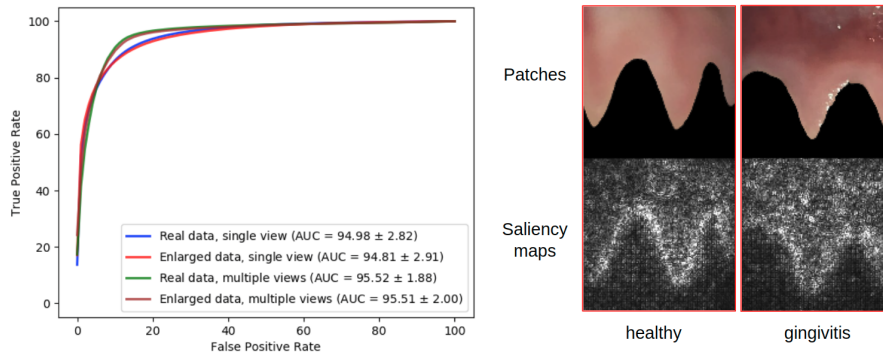 100
80
60
40
20
0
True Positive Rate
0 20 40 60 80 100
False Positive Rate
Real data, single view (AUC = 94.98 ± 2.82)
Enlarged data, single view (AUC = 94.81 ± 2.91)
Real data, multiple views (AUC = 95.52 ± 1.88)
Enlarged data, multiple views (AUC = 95.51 ± 2.00)
Patches
Saliency
maps
healthy gingivitis